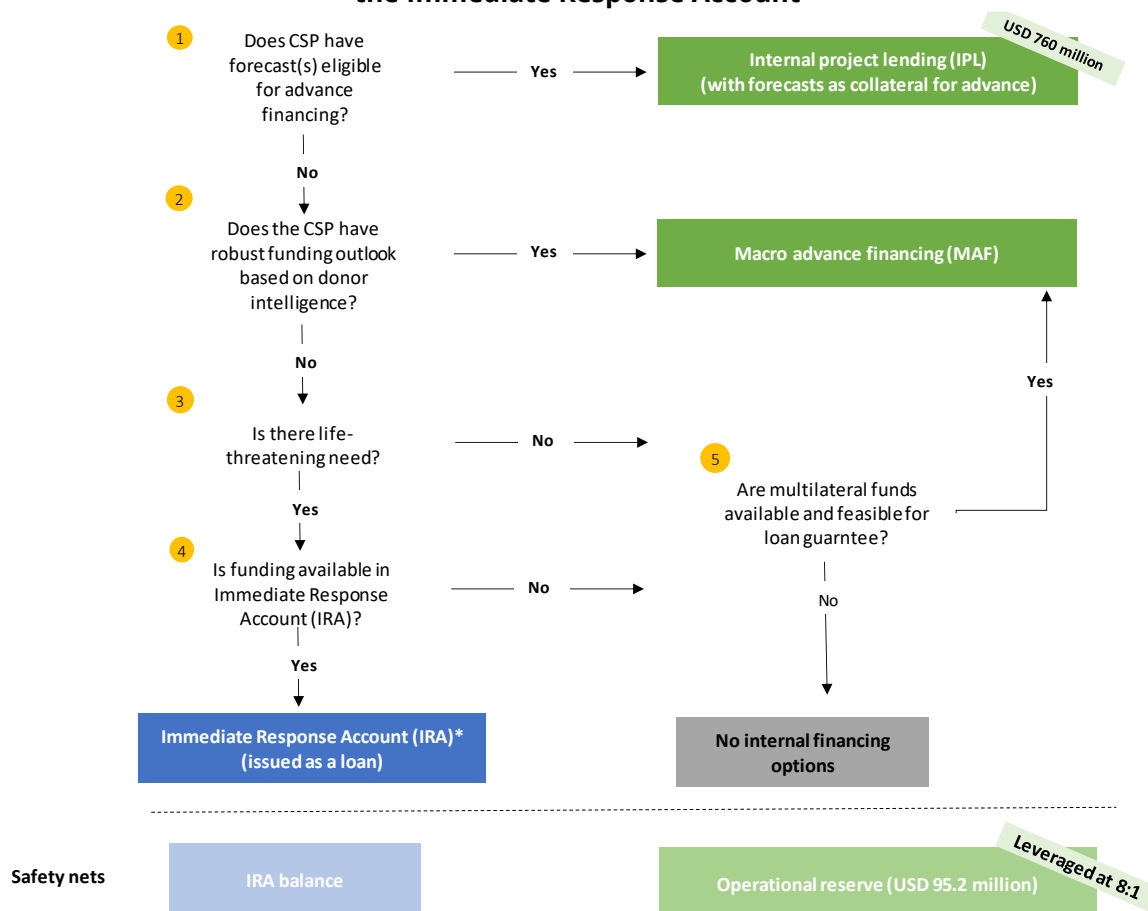 the Immediate Response Account
1
Does CSP have
forecast(s) eligible
for advance
financing?
Yes
Internal project lending (IPL)
(with forecasts as collateral for advance)
USD 760 million
No
2
Does the CSP have
robust funding outlook
based on donor
intelligence?
Yes
Macro advance financing (MAF)
No
Yes
3
Is there life-
threatening need?
No
5
Are multilateral funds
available and feasible for
loan guarntee?
Yes
4
Is funding available in
Immediate Response
Account (IRA)?
No
No
Yes
Immediate Response Account (IRA)*
(issued as a loan)
No internal financing
options
Safety nets
IRA balance
Operational reserve (USD 95.2 million)
Leveraged at 8:1